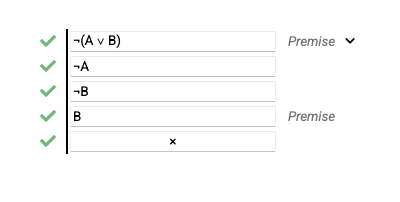 ¬(A ∨ B) Premise
¬A
¬B
B Premise
×